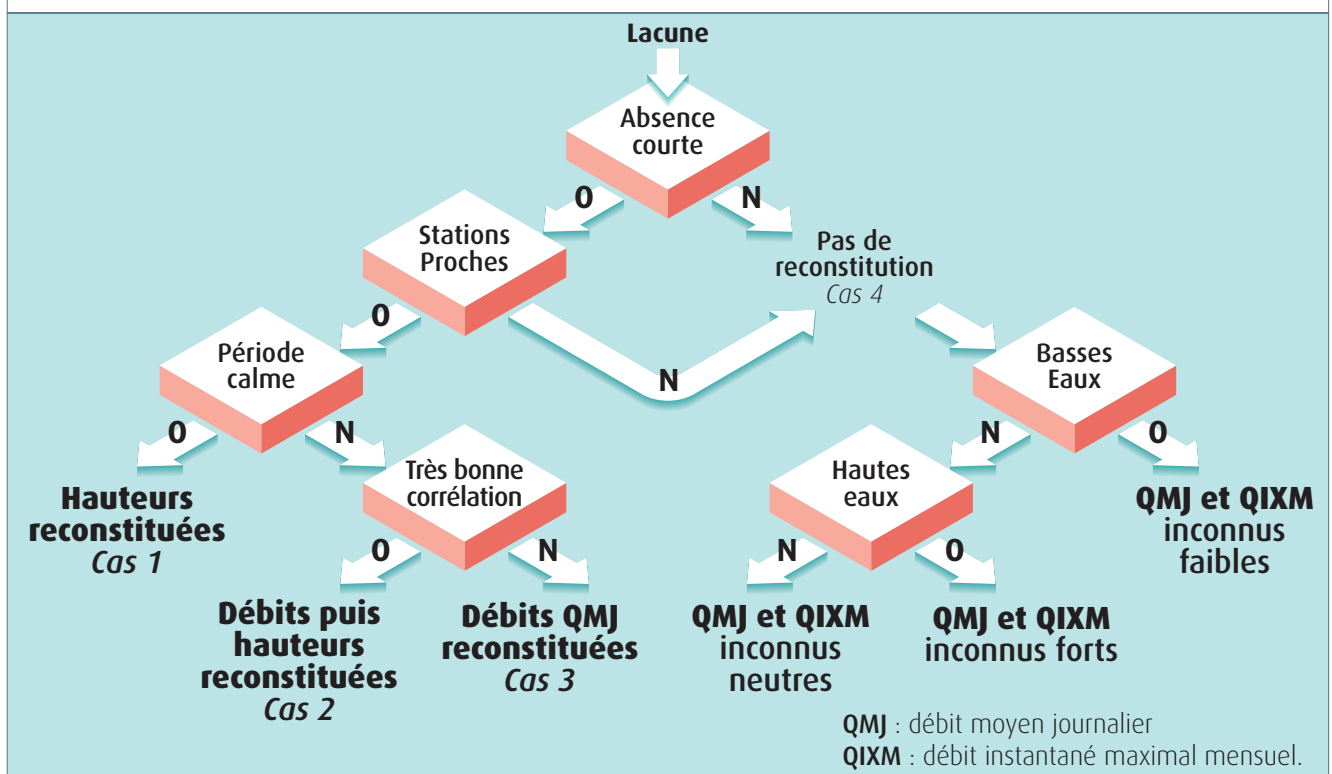 Lacune
Absence
courte
O
N
Stations
Proches
Pas de
reconstitution
Cas 4
O
N
Période
calme
Basses
Eaux
O
N
N
O
Très bonne
corrélation
Hautes
eaux
Hauteurs
reconstituées
Cas 1
QMJ et QIXM
inconnus
faibles
O
N
N
O
Débits puis
hauteurs
reconstituées
Cas 2
Débits QMJ
reconstituées
Cas 3
QMJ et QIXM
inconnus
neutres
QMJ et QIXM
inconnus forts
QMJ : débit moyen journalier
QIXM : débit instantané maximal mensuel.